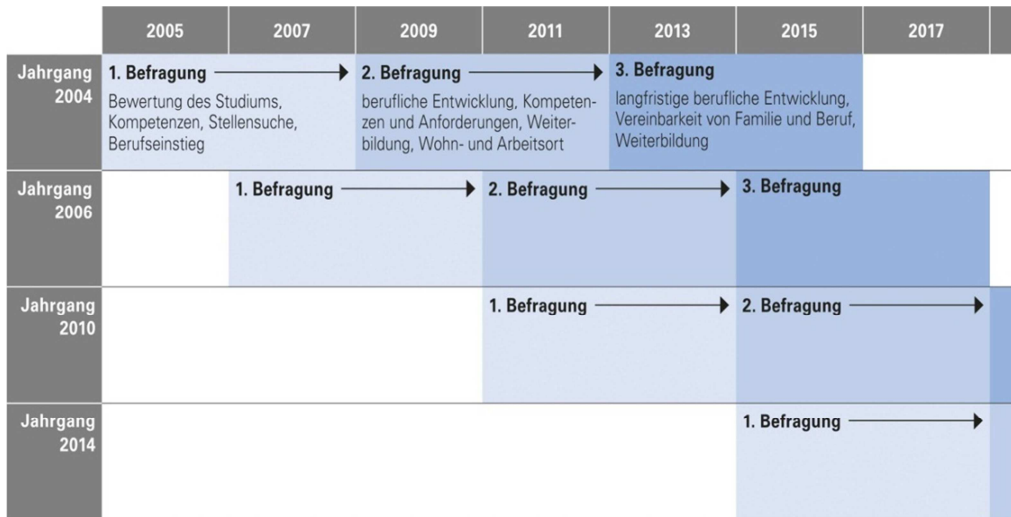 2005 2007 2009 2011 2013 2015 2017
Jahrgang
2004
1. Befragung
Bewertung des Studiums,
Kompetenzen, Stellensuche,
Berufseinstieg
2. Befragung
berufliche Entwicklung, Kompeten-
zen und Anforderungen, Weiter-
bildung, Wohn- und Arbeitsort
3. Befragung
langfristige berufliche Entwicklung,
Vereinbarkeit von Familie und Beruf,
Weiterbildung
Jahrgang
2006
1. Befragung
2. Befragung
3. Befragung
Jahrgang
2010
1. Befragung
2. Befragung
Jahrgang
2014
1. Befragung